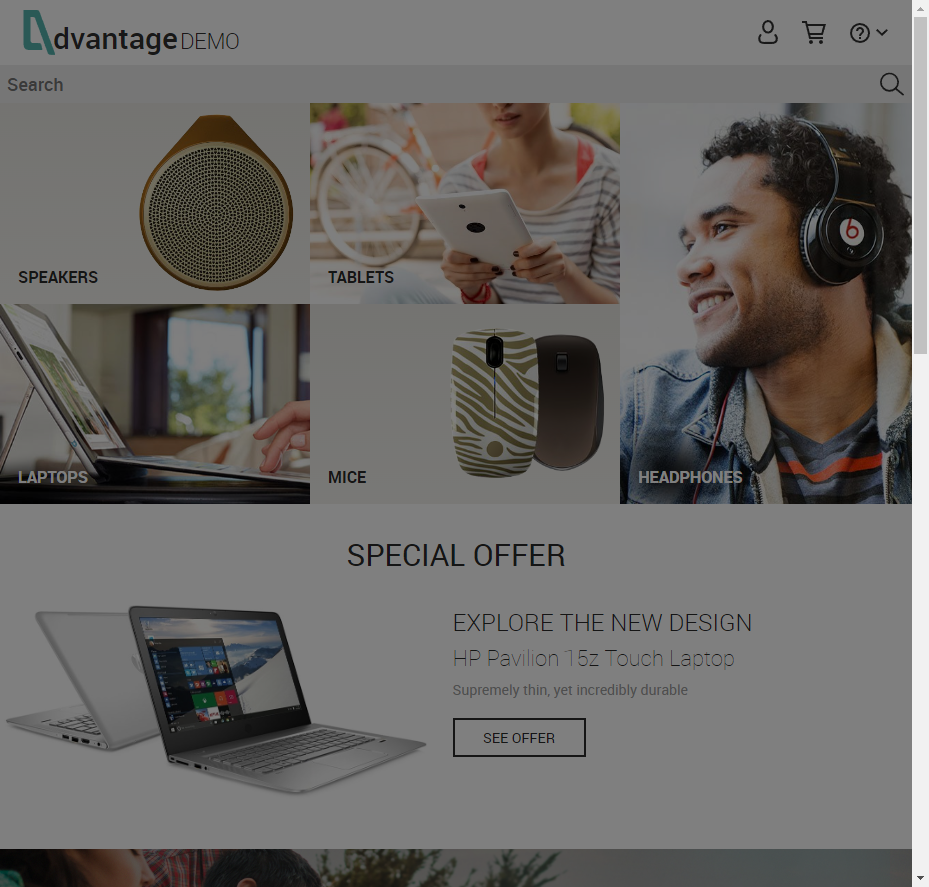 dvantage DEMO
Search
SPEAKERS
TABLETS
LAPTOPS
MICE
HEADPHONES
SPECIAL OFFER
EXPLORE THE NEW DESIGN
HP Pavilion 15z Touch Laptop
Supremely thin, yet incredibly durable
SEE OFFER